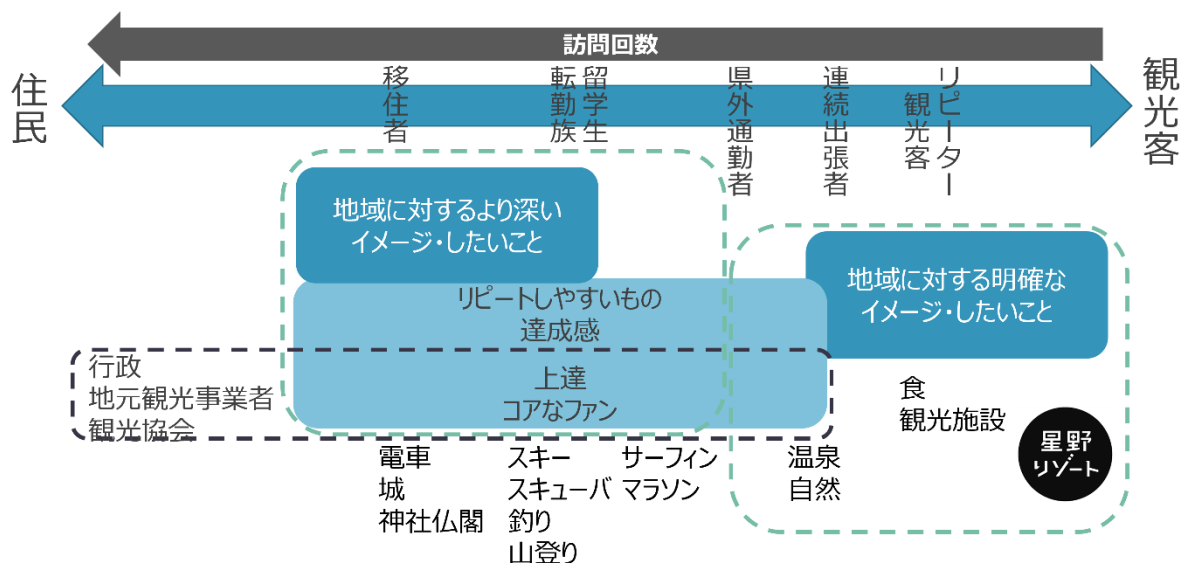 訪問回数
住民
移住者
転勤族
留学生
県外通勤者
連続出張者
観光客
リピーター
観光客
地域に対するより深い
イメージ・したいこと
地域に対する明確な
イメージ・したいこと
リピートしやすいもの
達成感
上達
コアなファン
行政
地元観光事業者
観光協会
電車
城
神社仏閣
スキー
スキューバ
釣り
山登り
サーフィン
マラソン
温泉
自然
食
観光施設
星野
リゾート